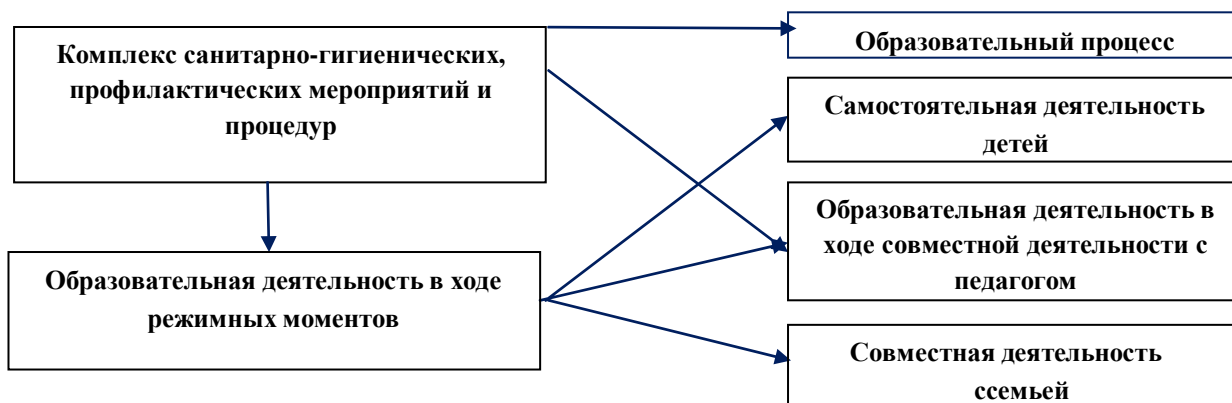 Комплекс санитарно-гигиенических,
профилактических мероприятий и
процедур
Образовательная деятельность в ходе
режимных моментов
Образовательный процесс
Самостоятельная деятельность
детей
Образовательная деятельность в
ходе совместной деятельности с
педагогом
Совместная деятельность
ссемьей